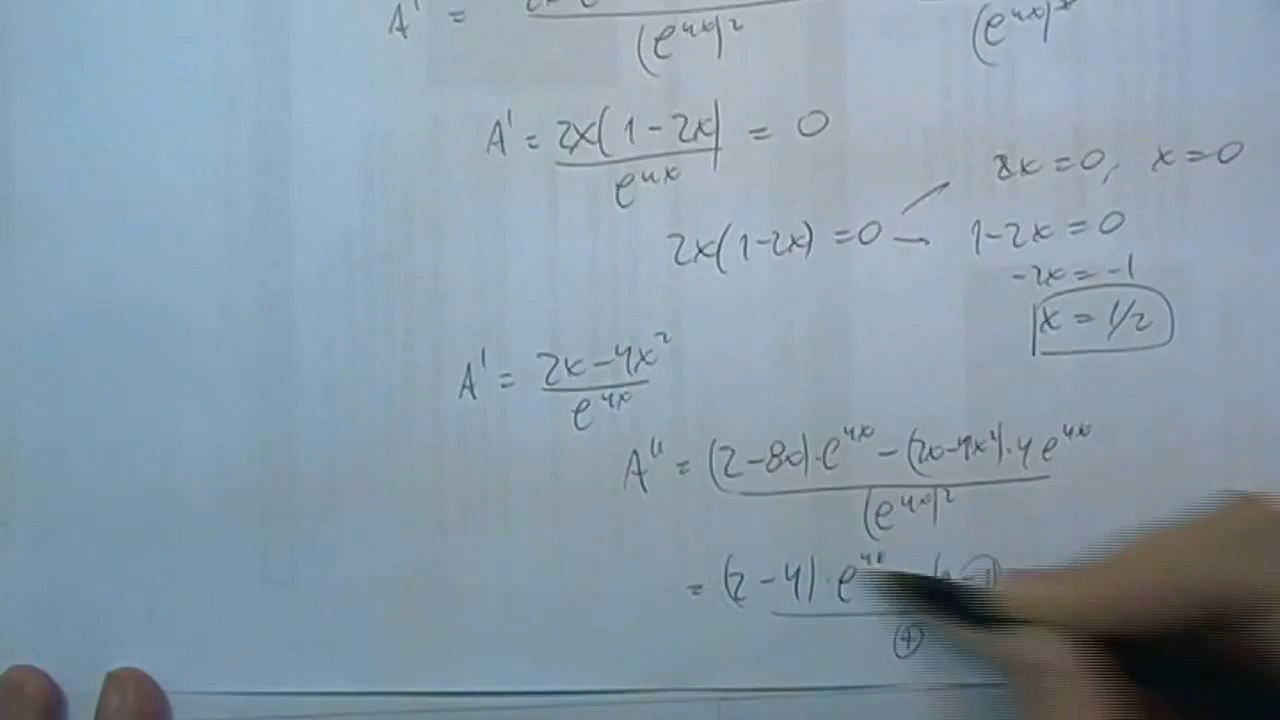 A' =
(e^4x)^2 (e^4x)^2
A' = 2x(1-2x) / e^4x = 0
8x = 0, x = 0
2x(1-2x) = 0 1-2x = 0
-2x = -1
x = 1/2
A' = 2x-4x^2 / e^4x
A'' = (2-8x)·e^4x - (2x-4x^2)·4e^4x / (e^4x)^2
= (2-4)·e^4x
+